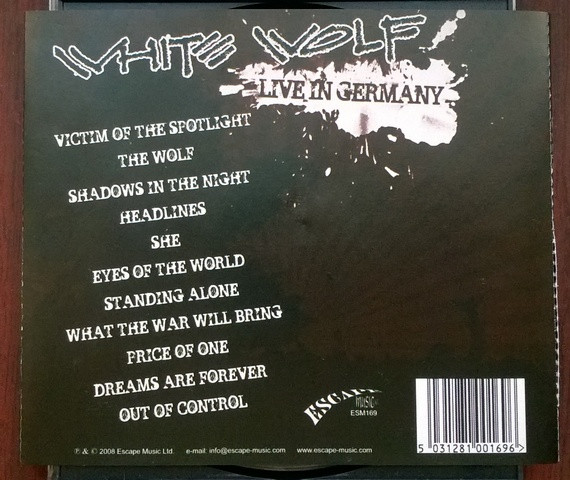 WHITE WOLF
LIVE IN GERMANY
VICTIM OF THE SPOTLIGHT
THE WOLF
SHADOWS IN THE NIGHT
HEADLINES
SHE
EYES OF THE WORLD
STANDING ALONE
WHAT THE WAR WILL BRING
PRICE OF ONE
DREAMS ARE FOREVER
OUT OF CONTROL
ESCAPE
MUSIC
ESM169
℗ & © 2008 Escape Music Ltd. e-mail: info@escape-music.com www.escape-music.com
5 031281 001696 >